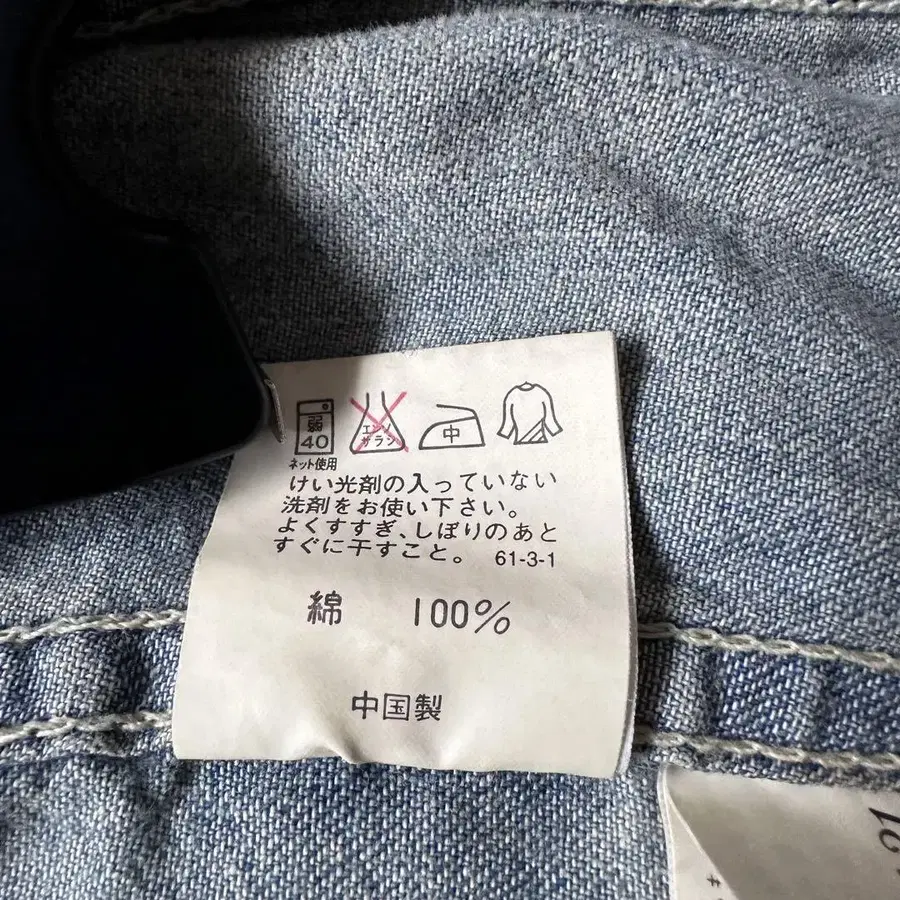 弱
40
ネット使用
エンソ
サラシ
中
けい光剤の入っていない
洗剤をお使い下さい。
よくすすぎ、しぼりのあと
すぐに干すこと。 61-3-1
綿 100%
中国製
21